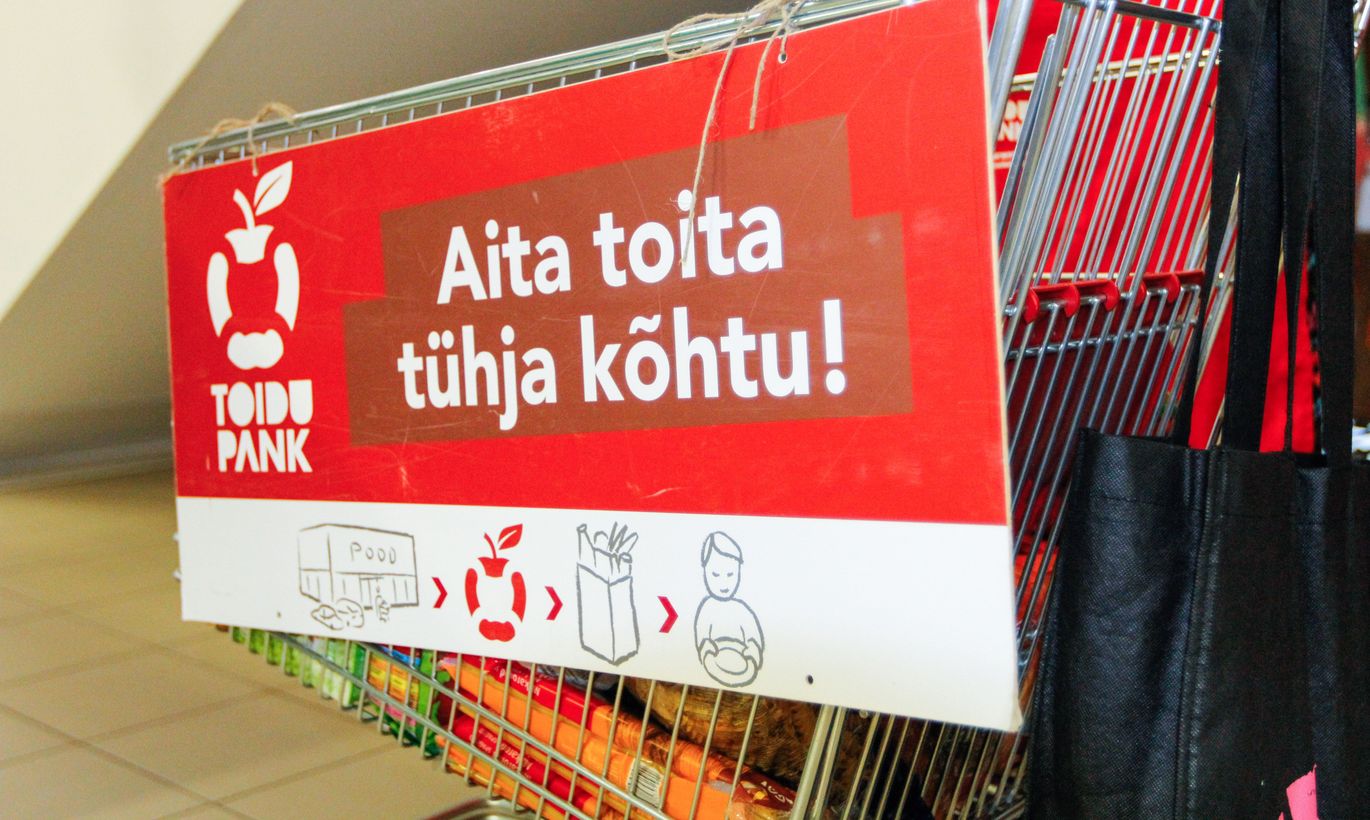 Aita toita
tühja kõhtu!
TOIDU
PANK
POOD